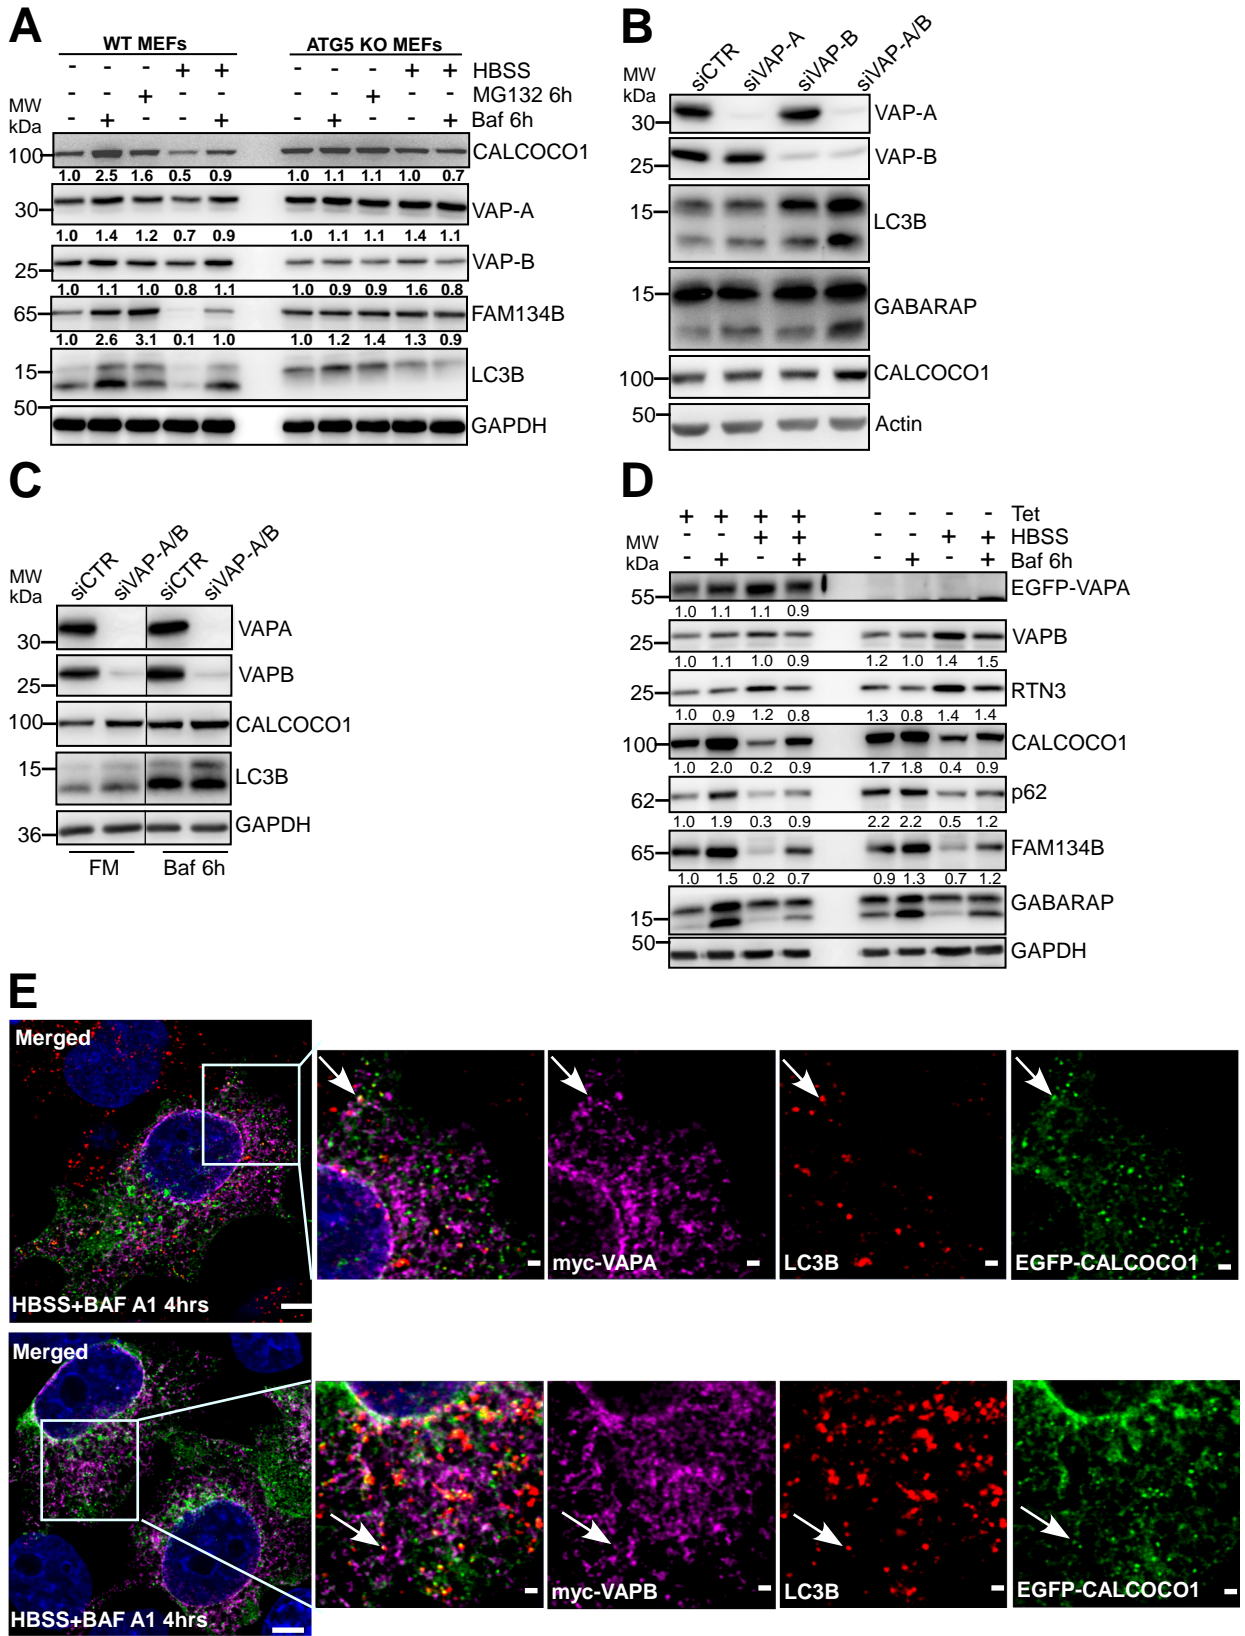 A
WT MEFs
ATG5 KO MEFs
- - - + + - - - + + HBSS
- - + - - - - + - - MG132 6h
- + - - + - + - - + Baf 6h
MW
kDa
100
CALCOCO1
1.0 2.5 1.6 0.5 0.9 1.0 1.1 1.1 1.0 0.7
30
VAP-A
1.0 1.4 1.2 0.7 0.9 1.0 1.1 1.1 1.4 1.1
25
VAP-B
1.0 1.1 1.0 0.8 1.1 1.0 0.9 0.9 1.6 0.8
65
FAM134B
1.0 2.6 3.1 0.1 1.0 1.0 1.2 1.4 1.3 0.9
15
LC3B
50
GAPDH
B
MW
kDa
siCTR siVAP-A siVAP-B siVAP-A/B
30
VAP-A
25
VAP-B
15
LC3B
15
GABARAP
100
CALCOCO1
50
Actin
C
MW
kDa
siCTR siVAP-A/B siCTR siVAP-A/B
30
VAPA
25
VAPB
100
CALCOCO1
15
LC3B
36
GAPDH
FM Baf 6h
D
+ + + + - - - - Tet
- - + + - - + + HBSS
- + - + - + - + Baf 6h
MW
kDa
55
EGFP-VAPA
1.0 1.1 1.1 0.9
25
VAPB
1.0 1.1 1.0 0.9 1.2 1.0 1.4 1.5
25
RTN3
1.0 0.9 1.2 0.8 1.3 0.8 1.4 1.4
100
CALCOCO1
1.0 2.0 0.2 0.9 1.7 1.8 0.4 0.9
62
p62
1.0 1.9 0.3 0.9 2.2 2.2 0.5 1.2
65
FAM134B
1.0 1.5 0.2 0.7 0.9 1.3 0.7 1.2
15
GABARAP
50
GAPDH
E
Merged
HBSS+BAF A1 4hrs
myc-VAPA
LC3B
EGFP-CALCOCO1
Merged
HBSS+BAF A1 4hrs
myc-VAPB
LC3B
EGFP-CALCOCO1